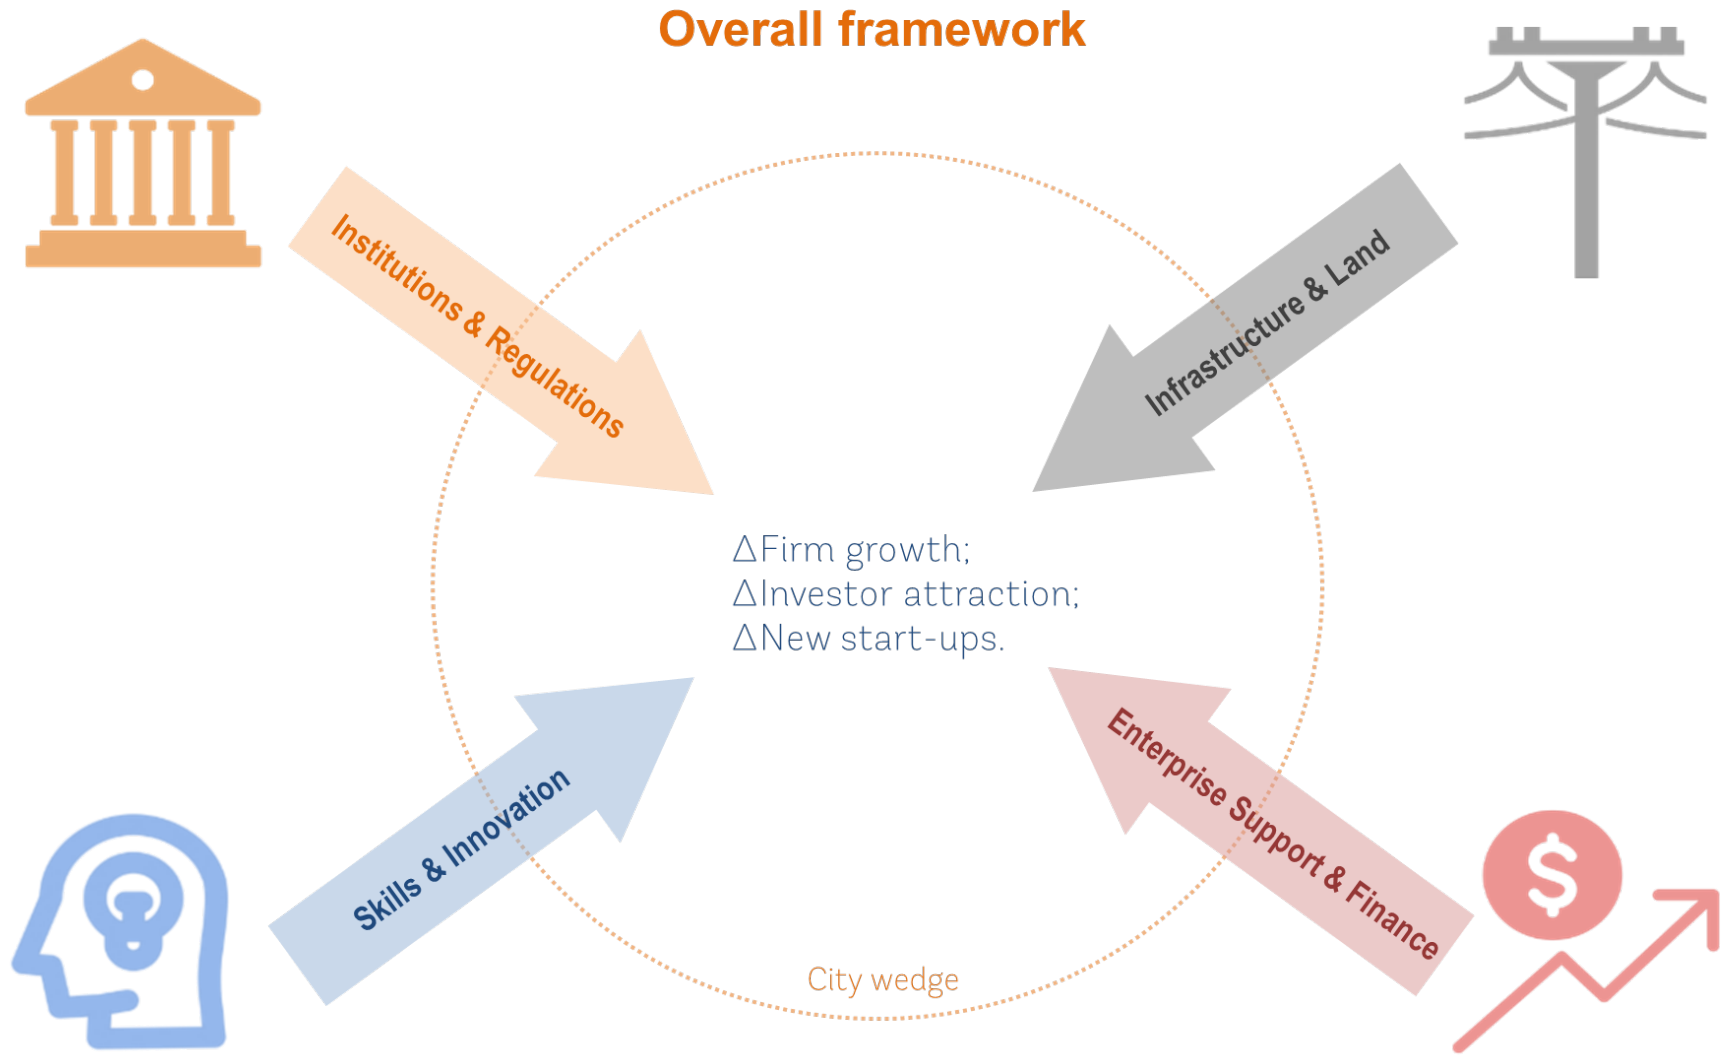 Overall framework
Institutions & Regulations
Infrastructure & Land
ΔFirm growth;
ΔInvestor attraction;
ΔNew start-ups.
Skills & Innovation
Enterprise Support & Finance
$
City wedge